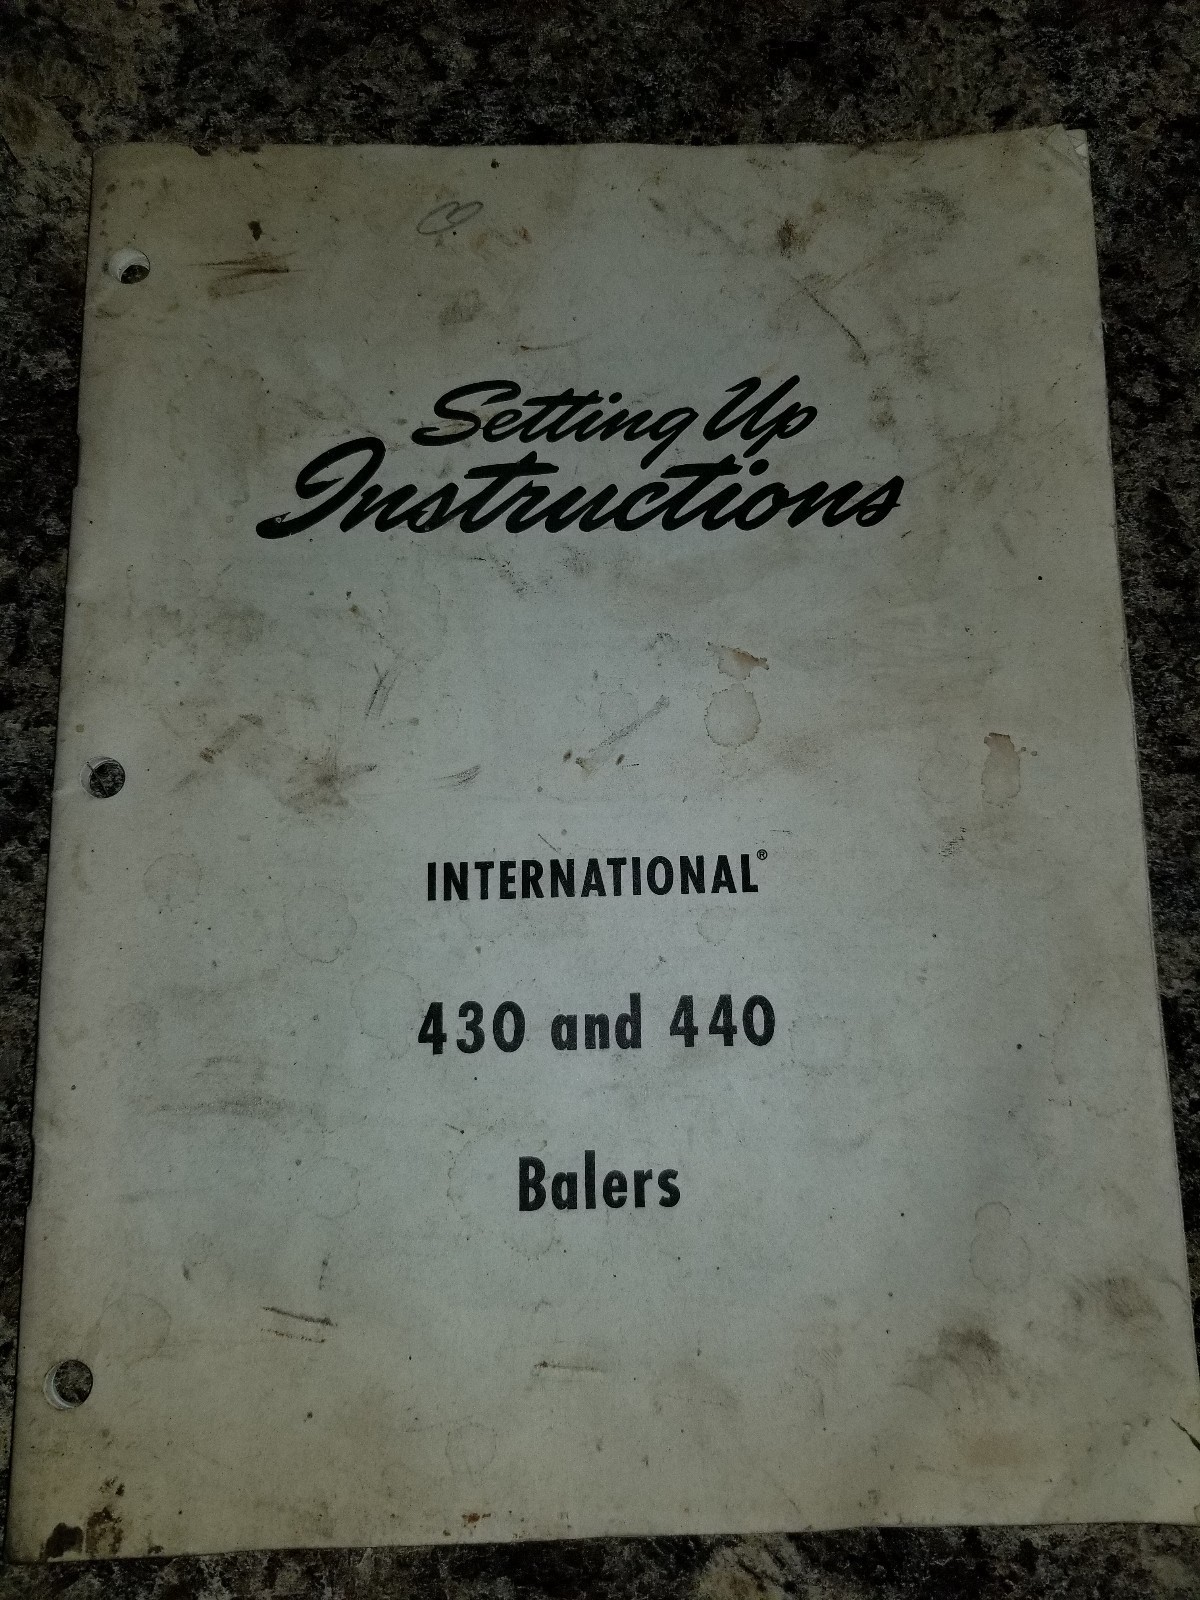 Setting Up
Instructions
INTERNATIONAL®
430 and 440
Balers